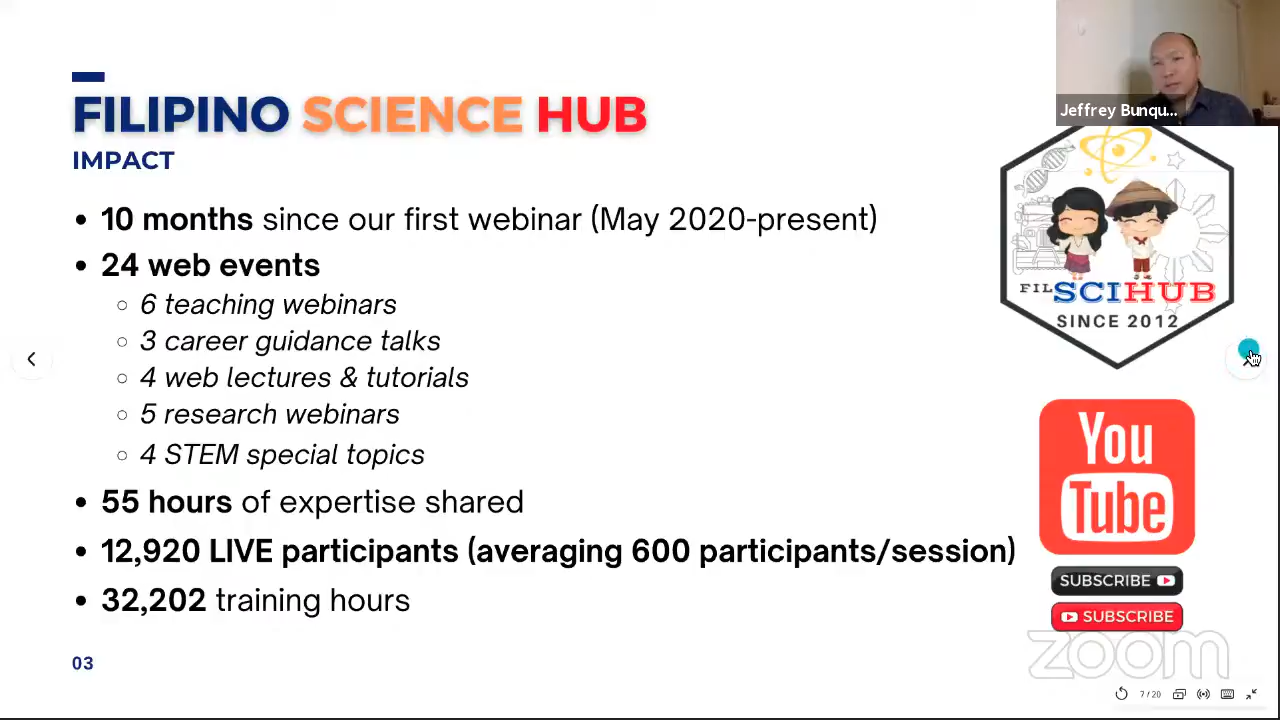 Jeffrey Bunqu...
FILIPINO SCIENCE HUB
IMPACT
• 10 months since our first webinar (May 2020-present)
• 24 web events
○ 6 teaching webinars
○ 3 career guidance talks
○ 4 web lectures & tutorials
○ 5 research webinars
○ 4 STEM special topics
• 55 hours of expertise shared
• 12,920 LIVE participants (averaging 600 participants/session)
• 32,202 training hours
FILSCIHUB
SINCE 2012
You
Tube
SUBSCRIBE
SUBSCRIBE
03
zoom
7 / 20